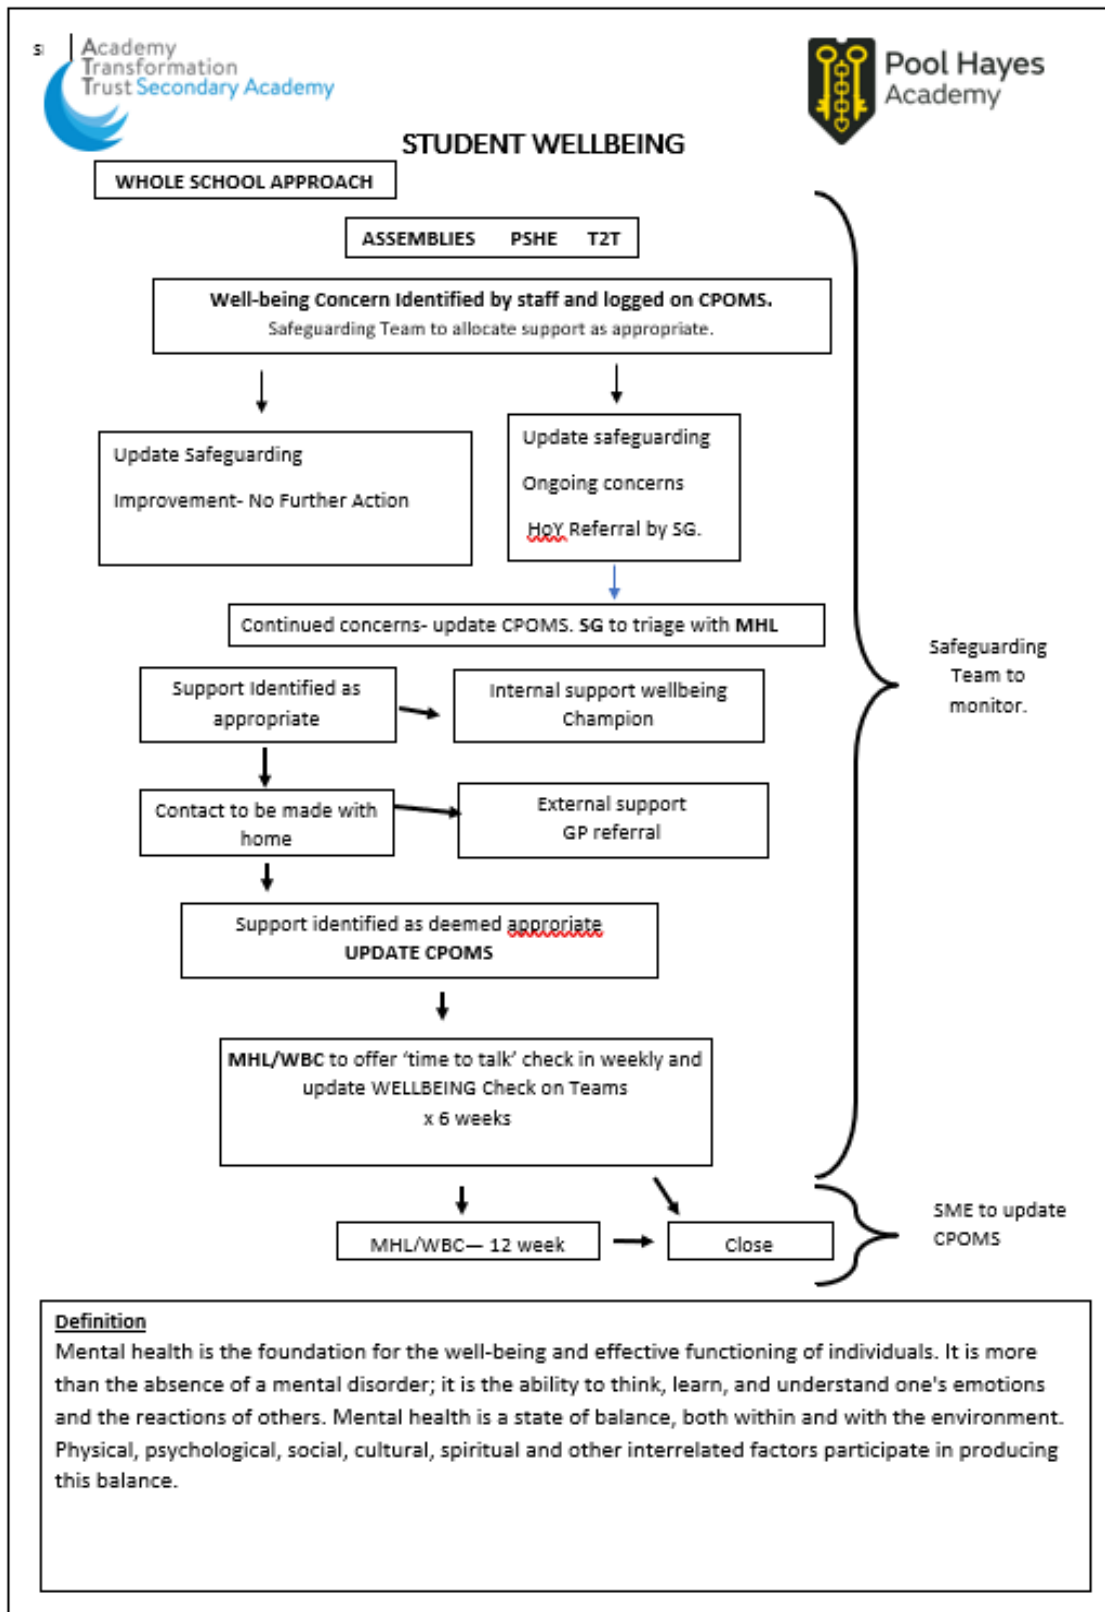 Academy
Transformation
Trust Secondary Academy
Pool Hayes
Academy
STUDENT WELLBEING
WHOLE SCHOOL APPROACH
ASSEMBLIES PSHE T2T
Well-being Concern Identified by staff and logged on CPOMS.
Safeguarding Team to allocate support as appropriate.
Update Safeguarding
Improvement- No Further Action
Update safeguarding
Ongoing concerns
HoY Referral by SG.
Continued concerns- update CPOMS. SG to triage with MHL
Support Identified as
appropriate
Internal support wellbeing
Champion
Contact to be made with
home
External support
GP referral
Support identified as deemed approriate
UPDATE CPOMS
MHL/WBC to offer ‘time to talk’ check in weekly and
update WELLBEING Check on Teams
x 6 weeks
MHL/WBC— 12 week
Close
Safeguarding
Team to
monitor.
SME to update
CPOMS
Definition
Mental health is the foundation for the well-being and effective functioning of individuals. It is more
than the absence of a mental disorder; it is the ability to think, learn, and understand one's emotions
and the reactions of others. Mental health is a state of balance, both within and with the environment.
Physical, psychological, social, cultural, spiritual and other interrelated factors participate in producing
this balance.